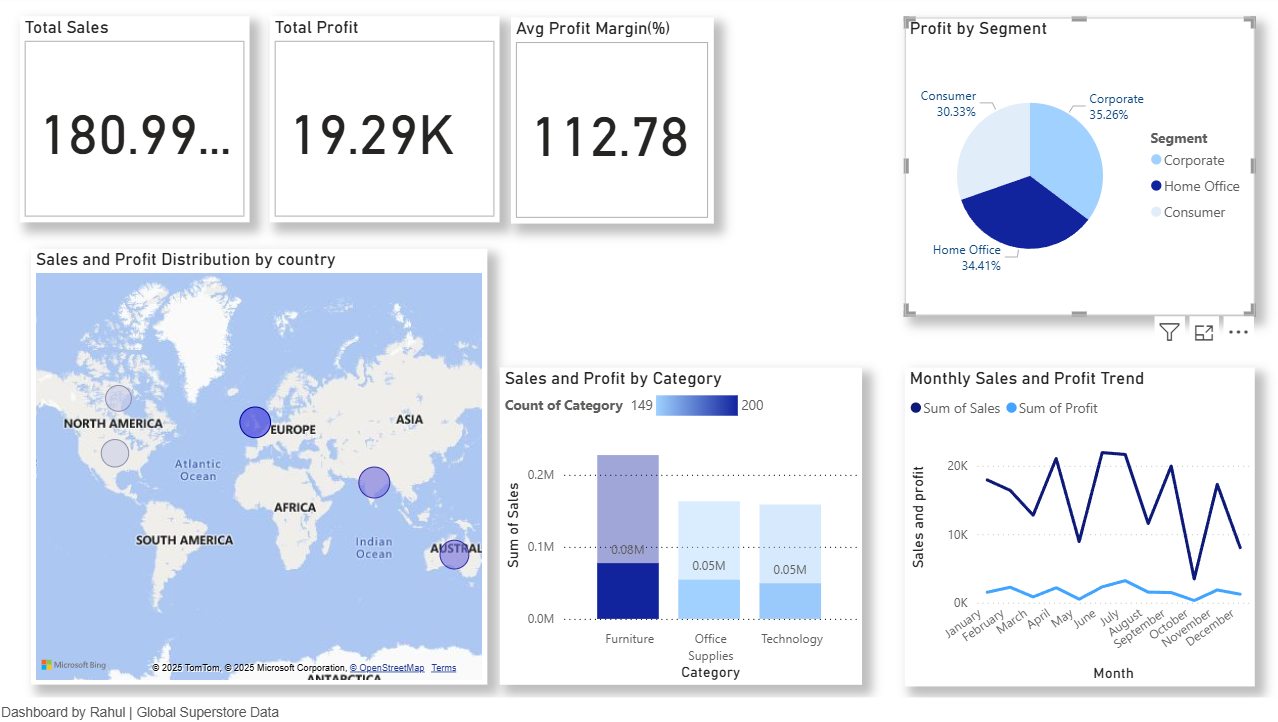 Total Sales
180.99...
Total Profit
19.29K
Avg Profit Margin(%)
112.78
Profit by Segment
Consumer
30.33%
Corporate
35.26%
Home Office
34.41%
Segment
Corporate
Home Office
Consumer
Sales and Profit Distribution by country
NORTH AMERICA
EUROPE
ASIA
Atlantic
Ocean
AFRICA
SOUTH AMERICA
Indian
Ocean
AUSTRAL
Microsoft Bing
© 2025 TomTom, © 2025 Microsoft Corporation, © OpenStreetMap Terms
ANTARCTICA
Sales and Profit by Category
Count of Category 149 200
Sum of Sales
0.2M
0.1M
0.0M
0.08M
0.05M
0.05M
Furniture
Office
Supplies
Technology
Category
Monthly Sales and Profit Trend
Sum of Sales Sum of Profit
Sales and profit
20K
10K
0K
January
February
March
April
May
June
July
August
September
October
November
December
Month
Dashboard by Rahul | Global Superstore Data